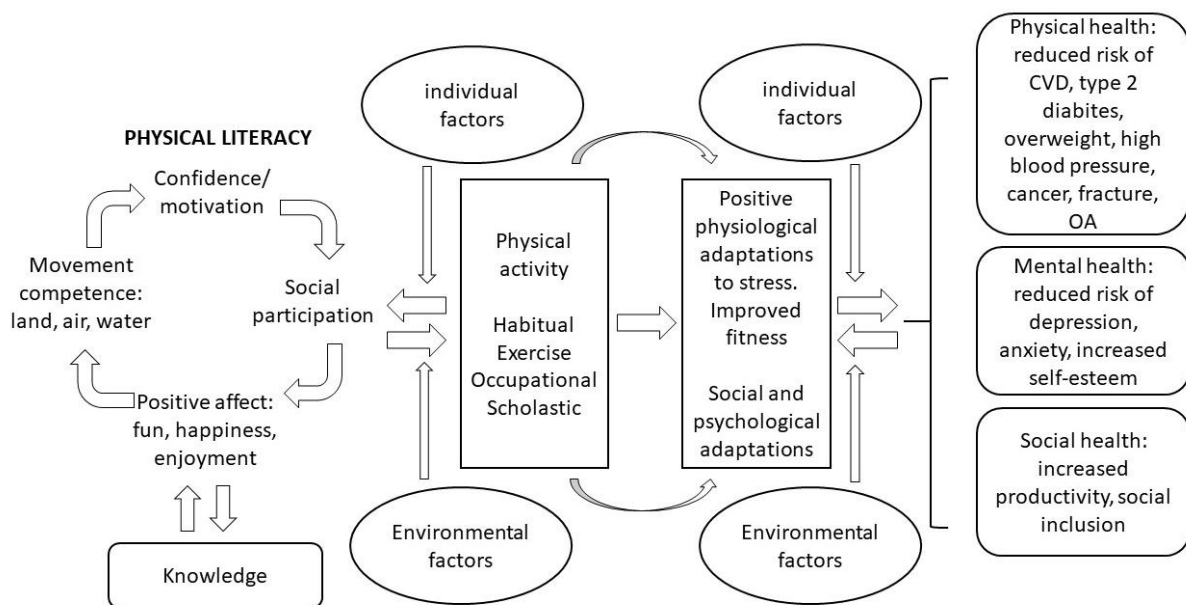 PHYSICAL LITERACY
Confidence/
motivation
Social
participation
Positive affect:
fun, happiness,
enjoyment
Movement
competence:
land, air, water
Knowledge
individual
factors
Physical
activity
Habitual
Exercise
Occupational
Scholastic
Environmental
factors
individual
factors
Positive
physiological
adaptations
to stress.
Improved
fitness
Social and
psychological
adaptations
Environmental
factors
Physical health:
reduced risk of
CVD, type 2
diabites,
overweight, high
blood pressure,
cancer, fracture,
OA
Mental health:
reduced risk of
depression,
anxiety, increased
self-esteem
Social health:
increased
productivity, social
inclusion